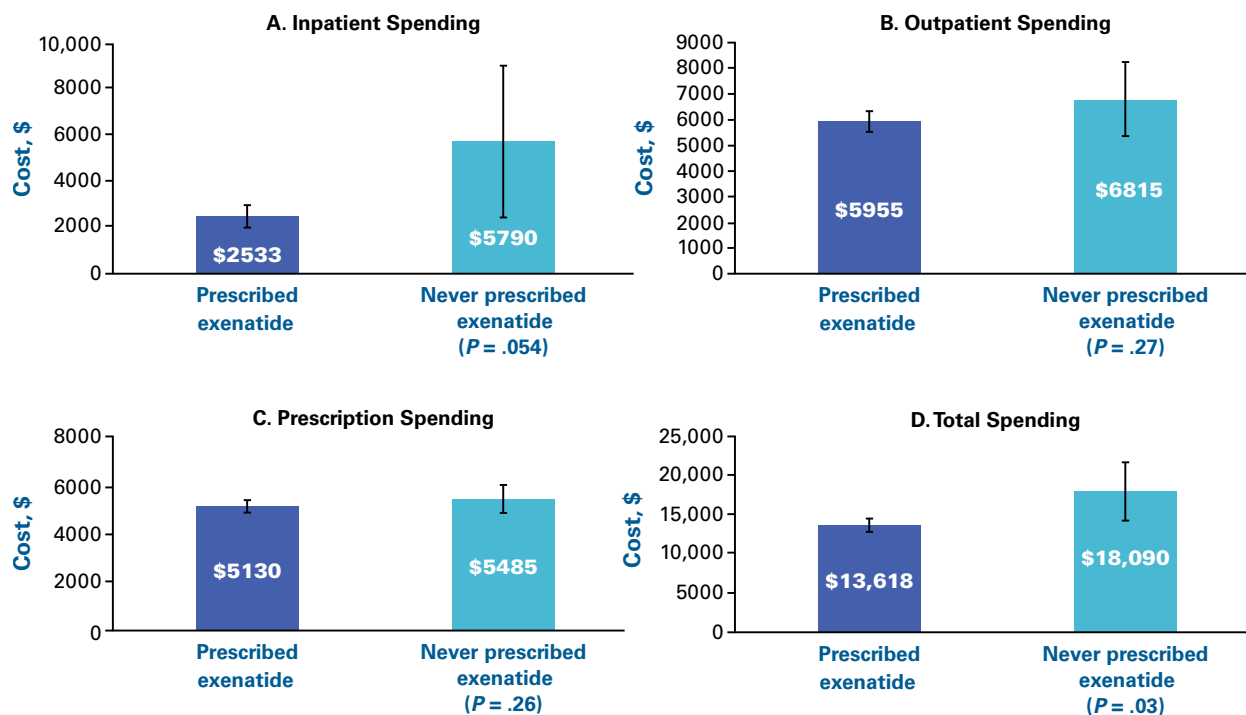 A. Inpatient Spending
Cost, $
10,000
8000
6000
4000
2000
0
$2533
$5790
Prescribed
exenatide
Never prescribed
exenatide
(P = .054)
B. Outpatient Spending
Cost, $
9000
8000
7000
6000
5000
4000
3000
2000
1000
0
$5955
$6815
Prescribed
exenatide
Never prescribed
exenatide
(P = .27)
C. Prescription Spending
Cost, $
8000
6000
4000
2000
0
$5130
$5485
Prescribed
exenatide
Never prescribed
exenatide
(P = .26)
D. Total Spending
Cost, $
25,000
20,000
15,000
10,000
5000
0
$13,618
$18,090
Prescribed
exenatide
Never prescribed
exenatide
(P = .03)